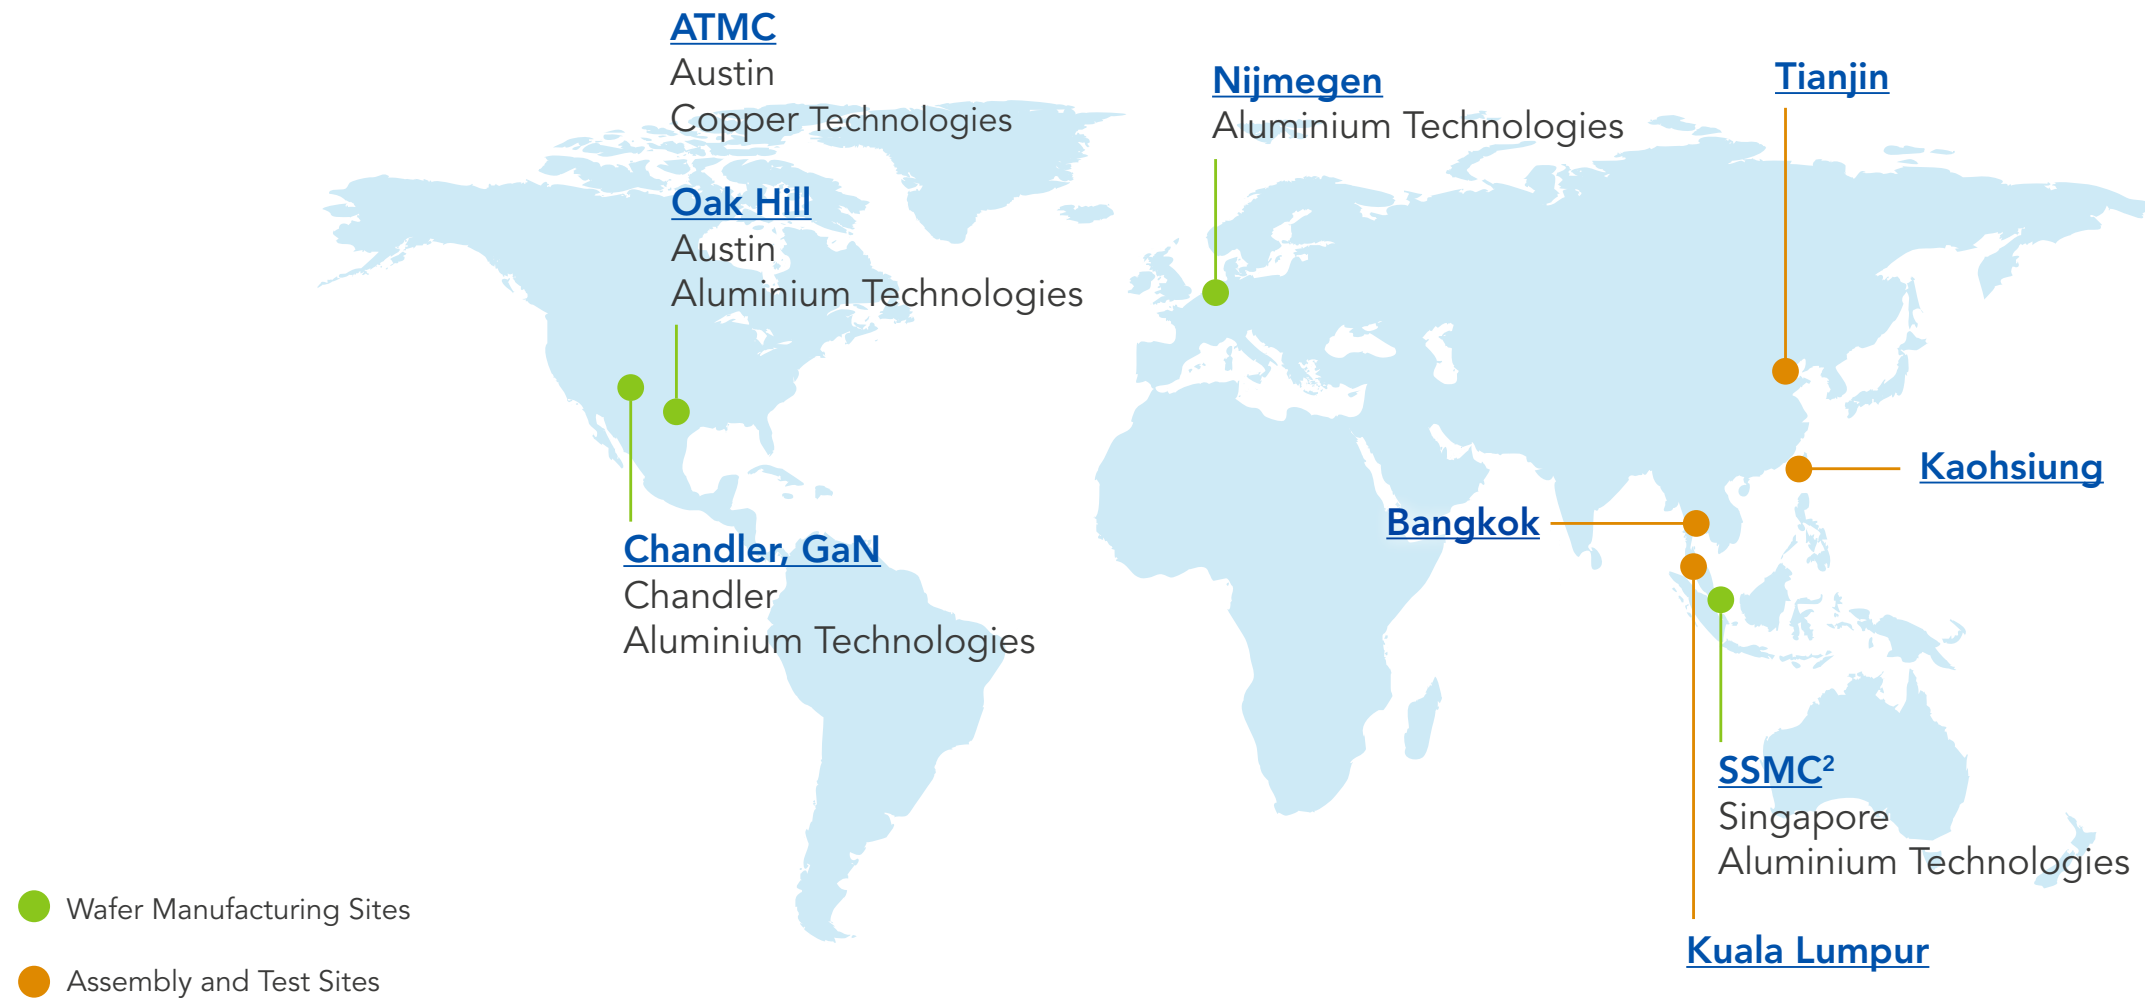 ATMC
Austin
Copper Technologies
Oak Hill
Austin
Aluminium Technologies
Chandler, GaN
Chandler
Aluminium Technologies
Nijmegen
Aluminium Technologies
Tianjin
Kaohsiung
Bangkok
SSMC²
Singapore
Aluminium Technologies
Kuala Lumpur
Wafer Manufacturing Sites
Assembly and Test Sites